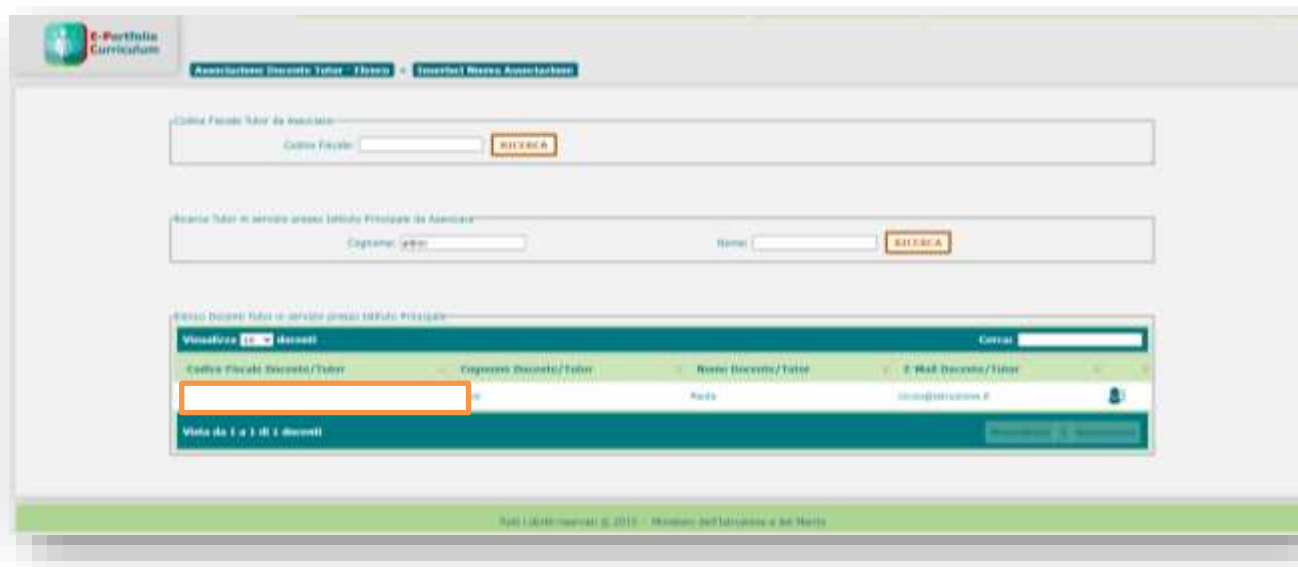 E-Portfolio
Curriculum
Associazione Docente Tutor - Elenco » Inserisci Nuova Associazione
Codice Fiscale Tutor da Associare
Codice Fiscale: RICERCA
Ricerca Tutor in servizio presso Istituto Principale da Associare
Cognome: Nome: RICERCA
Elenco Docenti Tutor in servizio presso Istituto Principale
Visualizza 10 docenti Cerca:
Codice Fiscale Docente/Tutor Cognome Docente/Tutor Nome Docente/Tutor E-Mail Docente/Tutor
Paola
Vista da 1 a 1 di 1 docenti
Tutti i diritti riservati © - Ministero dell'Istruzione e del Merito